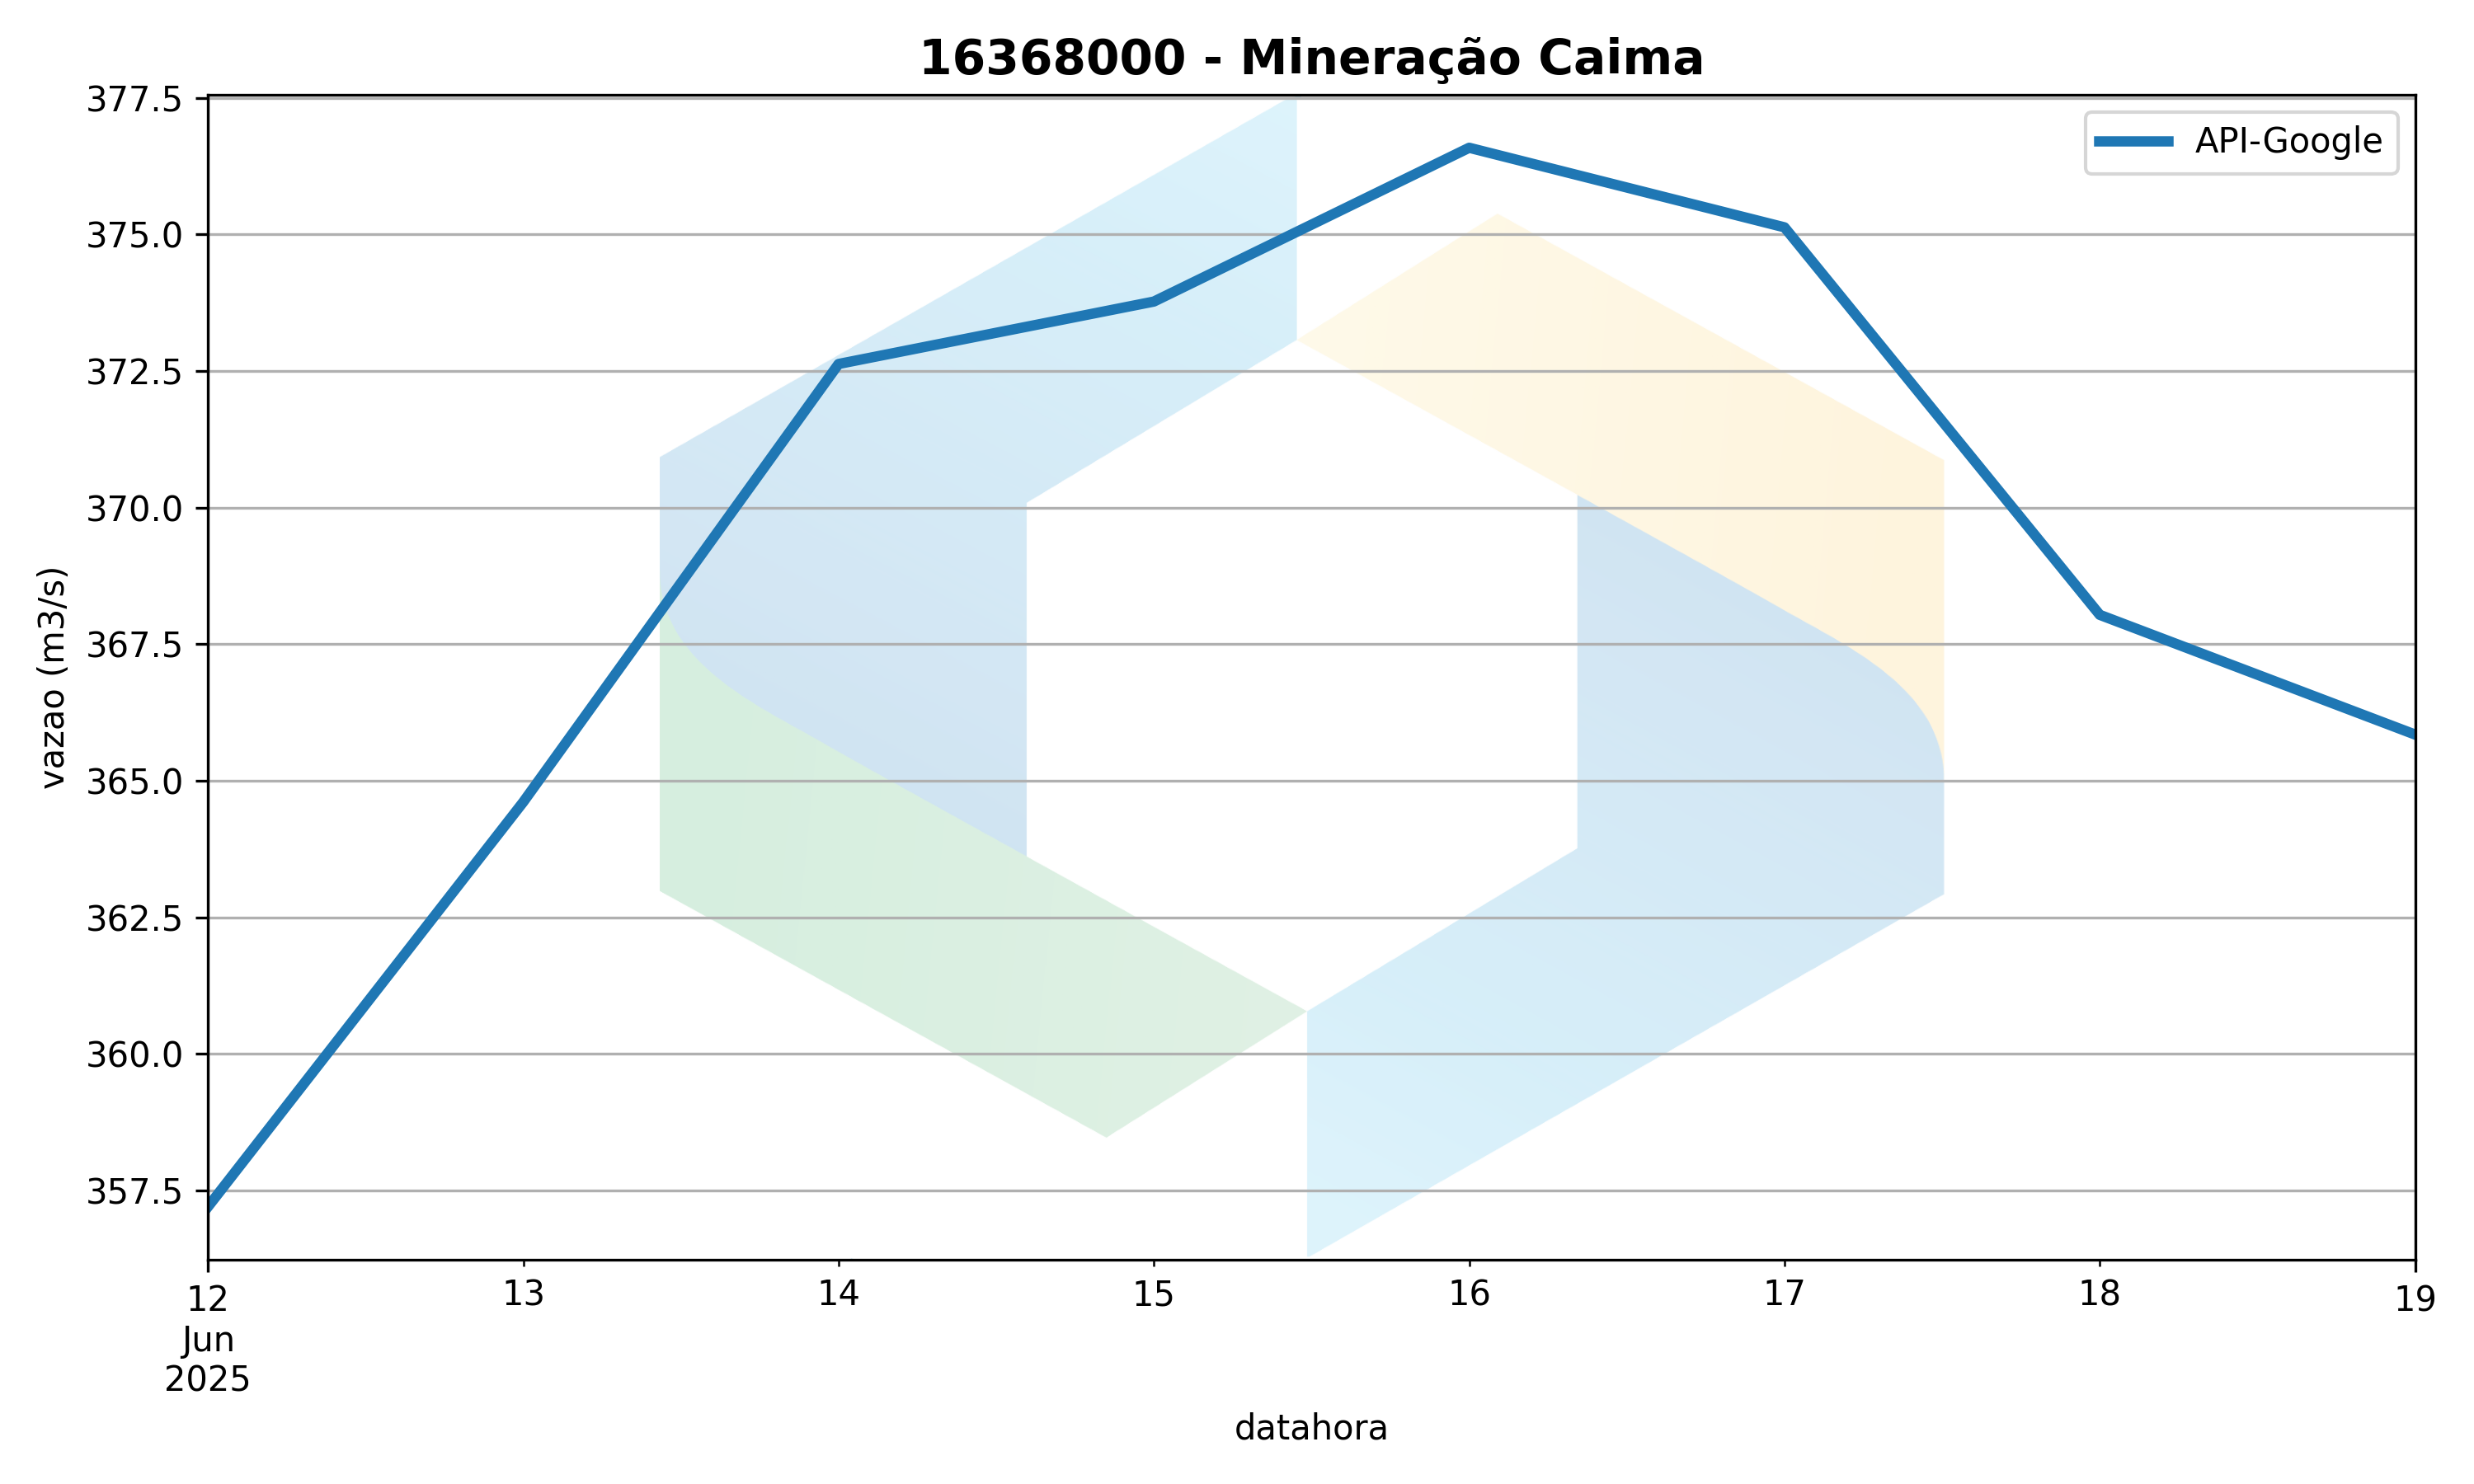 16368000 - Mineração Caima
API-Google
vazao (m3/s)
377.5
375.0
372.5
370.0
367.5
365.0
362.5
360.0
357.5
12 13 14 15 16 17 18 19
Jun
2025
datahora